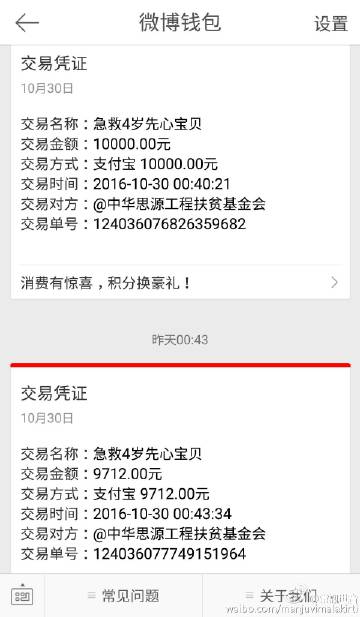 微博钱包
设置
交易凭证
10月30日
交易名称：急救4岁先心宝贝
交易金额：10000.00元
交易方式：支付宝 10000.00元
交易时间：2016-10-30 00:40:21
交易对方：@中华思源工程扶贫基金会
交易单号：124036076826359682
消费有惊喜，积分换豪礼！
昨天00:43
交易凭证
10月30日
交易名称：急救4岁先心宝贝
交易金额：9712.00元
交易方式：支付宝 9712.00元
交易时间：2016-10-30 00:43:34
交易对方：@中华思源工程扶贫基金会
交易单号：124036077749151964
常见问题
关于我们
weibo.com/manjuvimalakirti